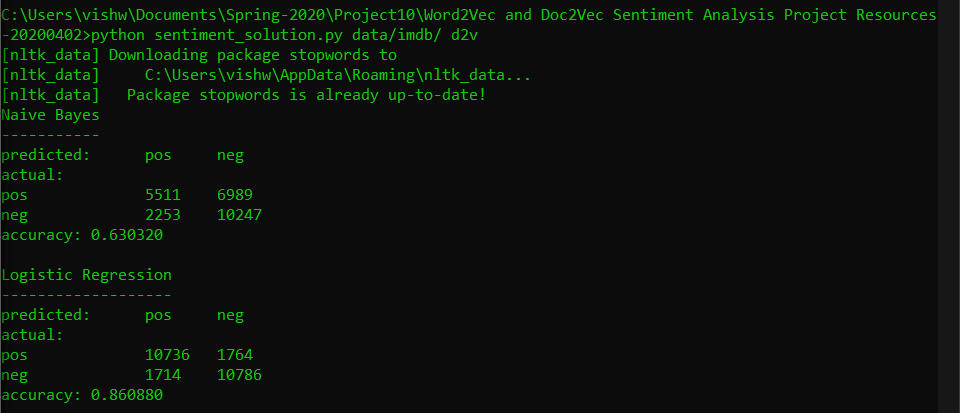 C:\Users\vishw\Documents\Spring-2020\Project10\Word2Vec and Doc2Vec Sentiment Analysis Project Resources
-20200402>python sentiment_solution.py data/imdb/ d2v
[nltk_data] Downloading package stopwords to
[nltk_data]     C:\Users\vishw\AppData\Roaming\nltk_data...
[nltk_data]   Package stopwords is already up-to-date!
Naive Bayes
-----------
predicted:      pos     neg
actual:
pos             5511    6989
neg             2253    10247
accuracy: 0.630320

Logistic Regression
-------------------
predicted:      pos     neg
actual:
pos             10736   1764
neg             1714    10786
accuracy: 0.860880